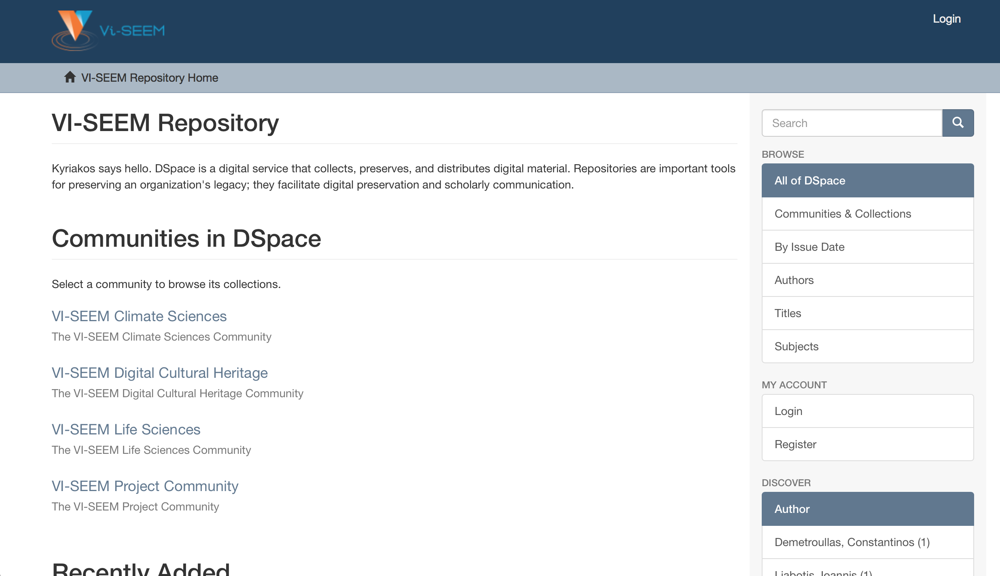 Vi-SEEM
Login
VI-SEEM Repository Home
VI-SEEM Repository
Kyriakos says hello. DSpace is a digital service that collects, preserves, and distributes digital material. Repositories are important tools
for preserving an organization's legacy; they facilitate digital preservation and scholarly communication.
Communities in DSpace
Select a community to browse its collections.
VI-SEEM Climate Sciences
The VI-SEEM Climate Sciences Community
VI-SEEM Digital Cultural Heritage
The VI-SEEM Digital Cultural Heritage Community
VI-SEEM Life Sciences
The VI-SEEM Life Sciences Community
VI-SEEM Project Community
The VI-SEEM Project Community
Recently Added
Search
BROWSE
All of DSpace
Communities & Collections
By Issue Date
Authors
Titles
Subjects
MY ACCOUNT
Login
Register
DISCOVER
Author
Demetroullas, Constantinos (1)
Liabotis, Ioannis (1)